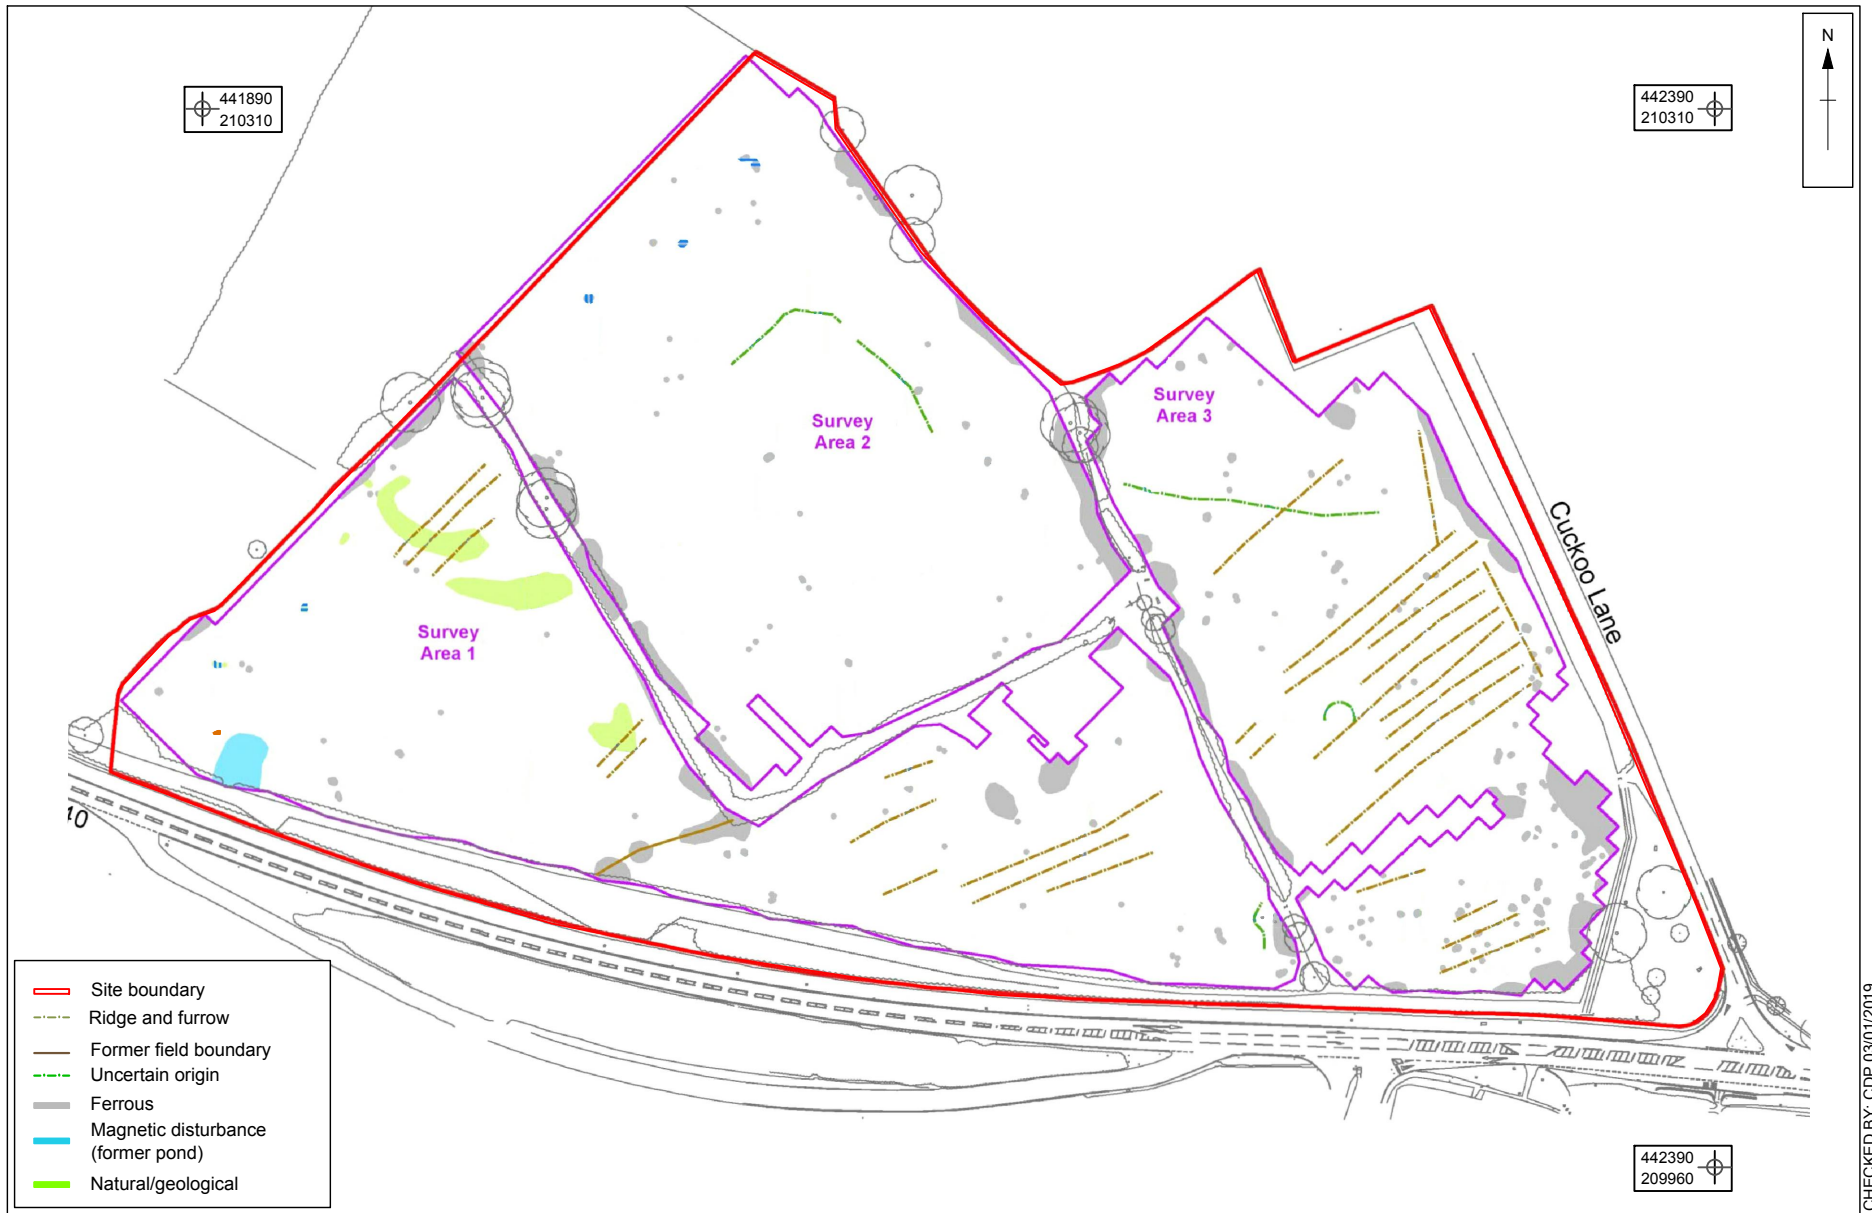 441890
210310
442390
210310
N
Survey
Area 3
Survey
Area 2
Cuckoo Lane
Survey
Area 1
40
Site boundary
Ridge and furrow
Former field boundary
Uncertain origin
Ferrous
Magnetic disturbance
(former pond)
Natural/geological
442390
209960
CHECKED BY: CDP 03/01/2019